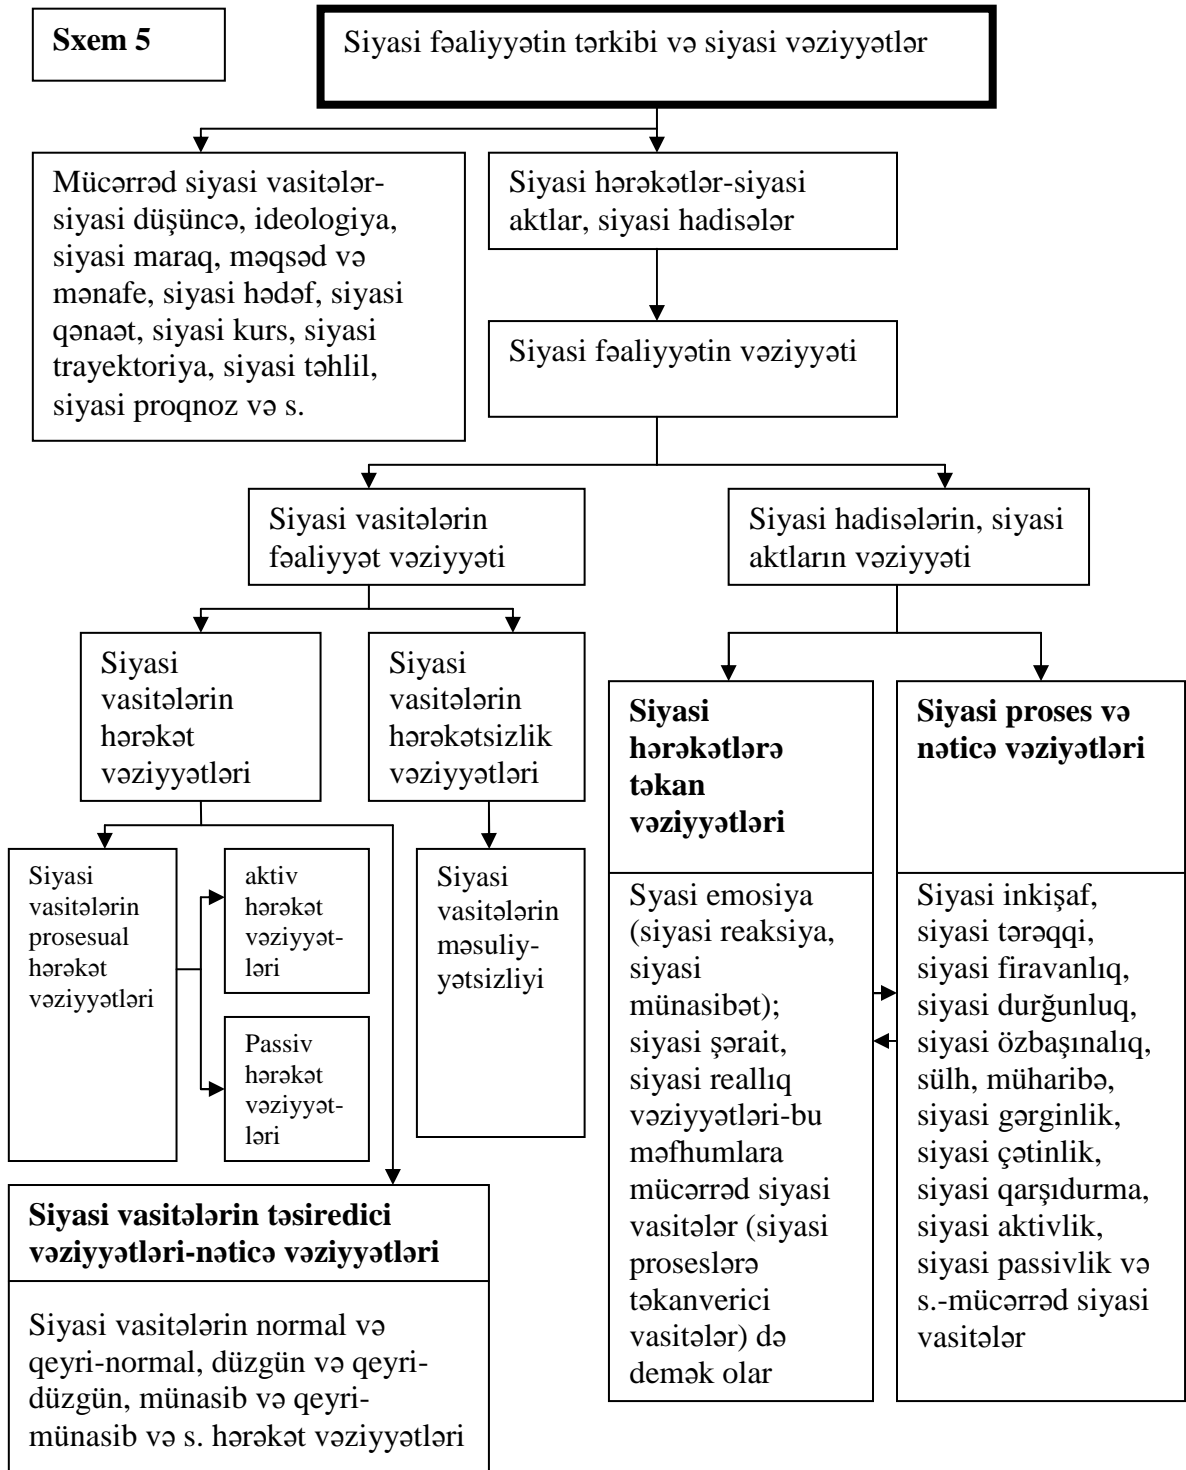 Sxem 5
Siyasi fəaliyyətin tərkibi və siyasi vəziyyətlər
Mücərrəd siyasi vasitələr-
siyasi düşüncə, ideologiya,
siyasi maraq, məqsəd və
mənafe, siyasi hədəf, siyasi
qənaət, siyasi kurs, siyasi
trayektoriya, siyasi təhlil,
siyasi proqnoz və s.
Siyasi hərəkətlər-siyasi
aktlar, siyasi hadisələr
Siyasi fəaliyyətin vəziyyəti
Siyasi vasitələrin
fəaliyyət vəziyyəti
Siyasi hadisələrin, siyasi
aktların vəziyyəti
Siyasi
vasitələrin
hərəkət
vəziyyətləri
Siyasi
vasitələrin
hərəkətsizlik
vəziyyətləri
Siyasi
hərəkətlərə
təkan
vəziyyətləri
Siyasi proses və
nəticə vəziyətləri
Siyasi
vasitələrin
prosesual
hərəkət
vəziyyətləri
aktiv
hərəkət
vəziyyət-
ləri
Passiv
hərəkət
vəziyyət-
ləri
Siyasi
vasitələrin
məsuliy-
yətsizliyi
Syasi emosiya
(siyasi reaksiya,
siyasi
münasibət);
siyasi şərait,
siyasi reallıq
vəziyyətləri-bu
məfhumlara
mücərrəd siyasi
vasitələr (siyasi
proseslərə
təkanverici
vasitələr) də
demək olar
Siyasi inkişaf,
siyasi tərəqqi,
siyasi firavanlıq,
siyasi durğunluq,
siyasi özbaşınalıq,
sülh, müharibə,
siyasi gərginlik,
siyasi çətinlik,
siyasi qarşıdurma,
siyasi aktivlik,
siyasi passivlik və
s.-mücərrəd siyasi
vasitələr
Siyasi vasitələrin təsiredici
vəziyyətləri-nəticə vəziyyətləri
Siyasi vasitələrin normal və
qeyri-normal, düzgün və qeyri-
düzgün, münasib və qeyri-
münasib və s. hərəkət vəziyyətləri